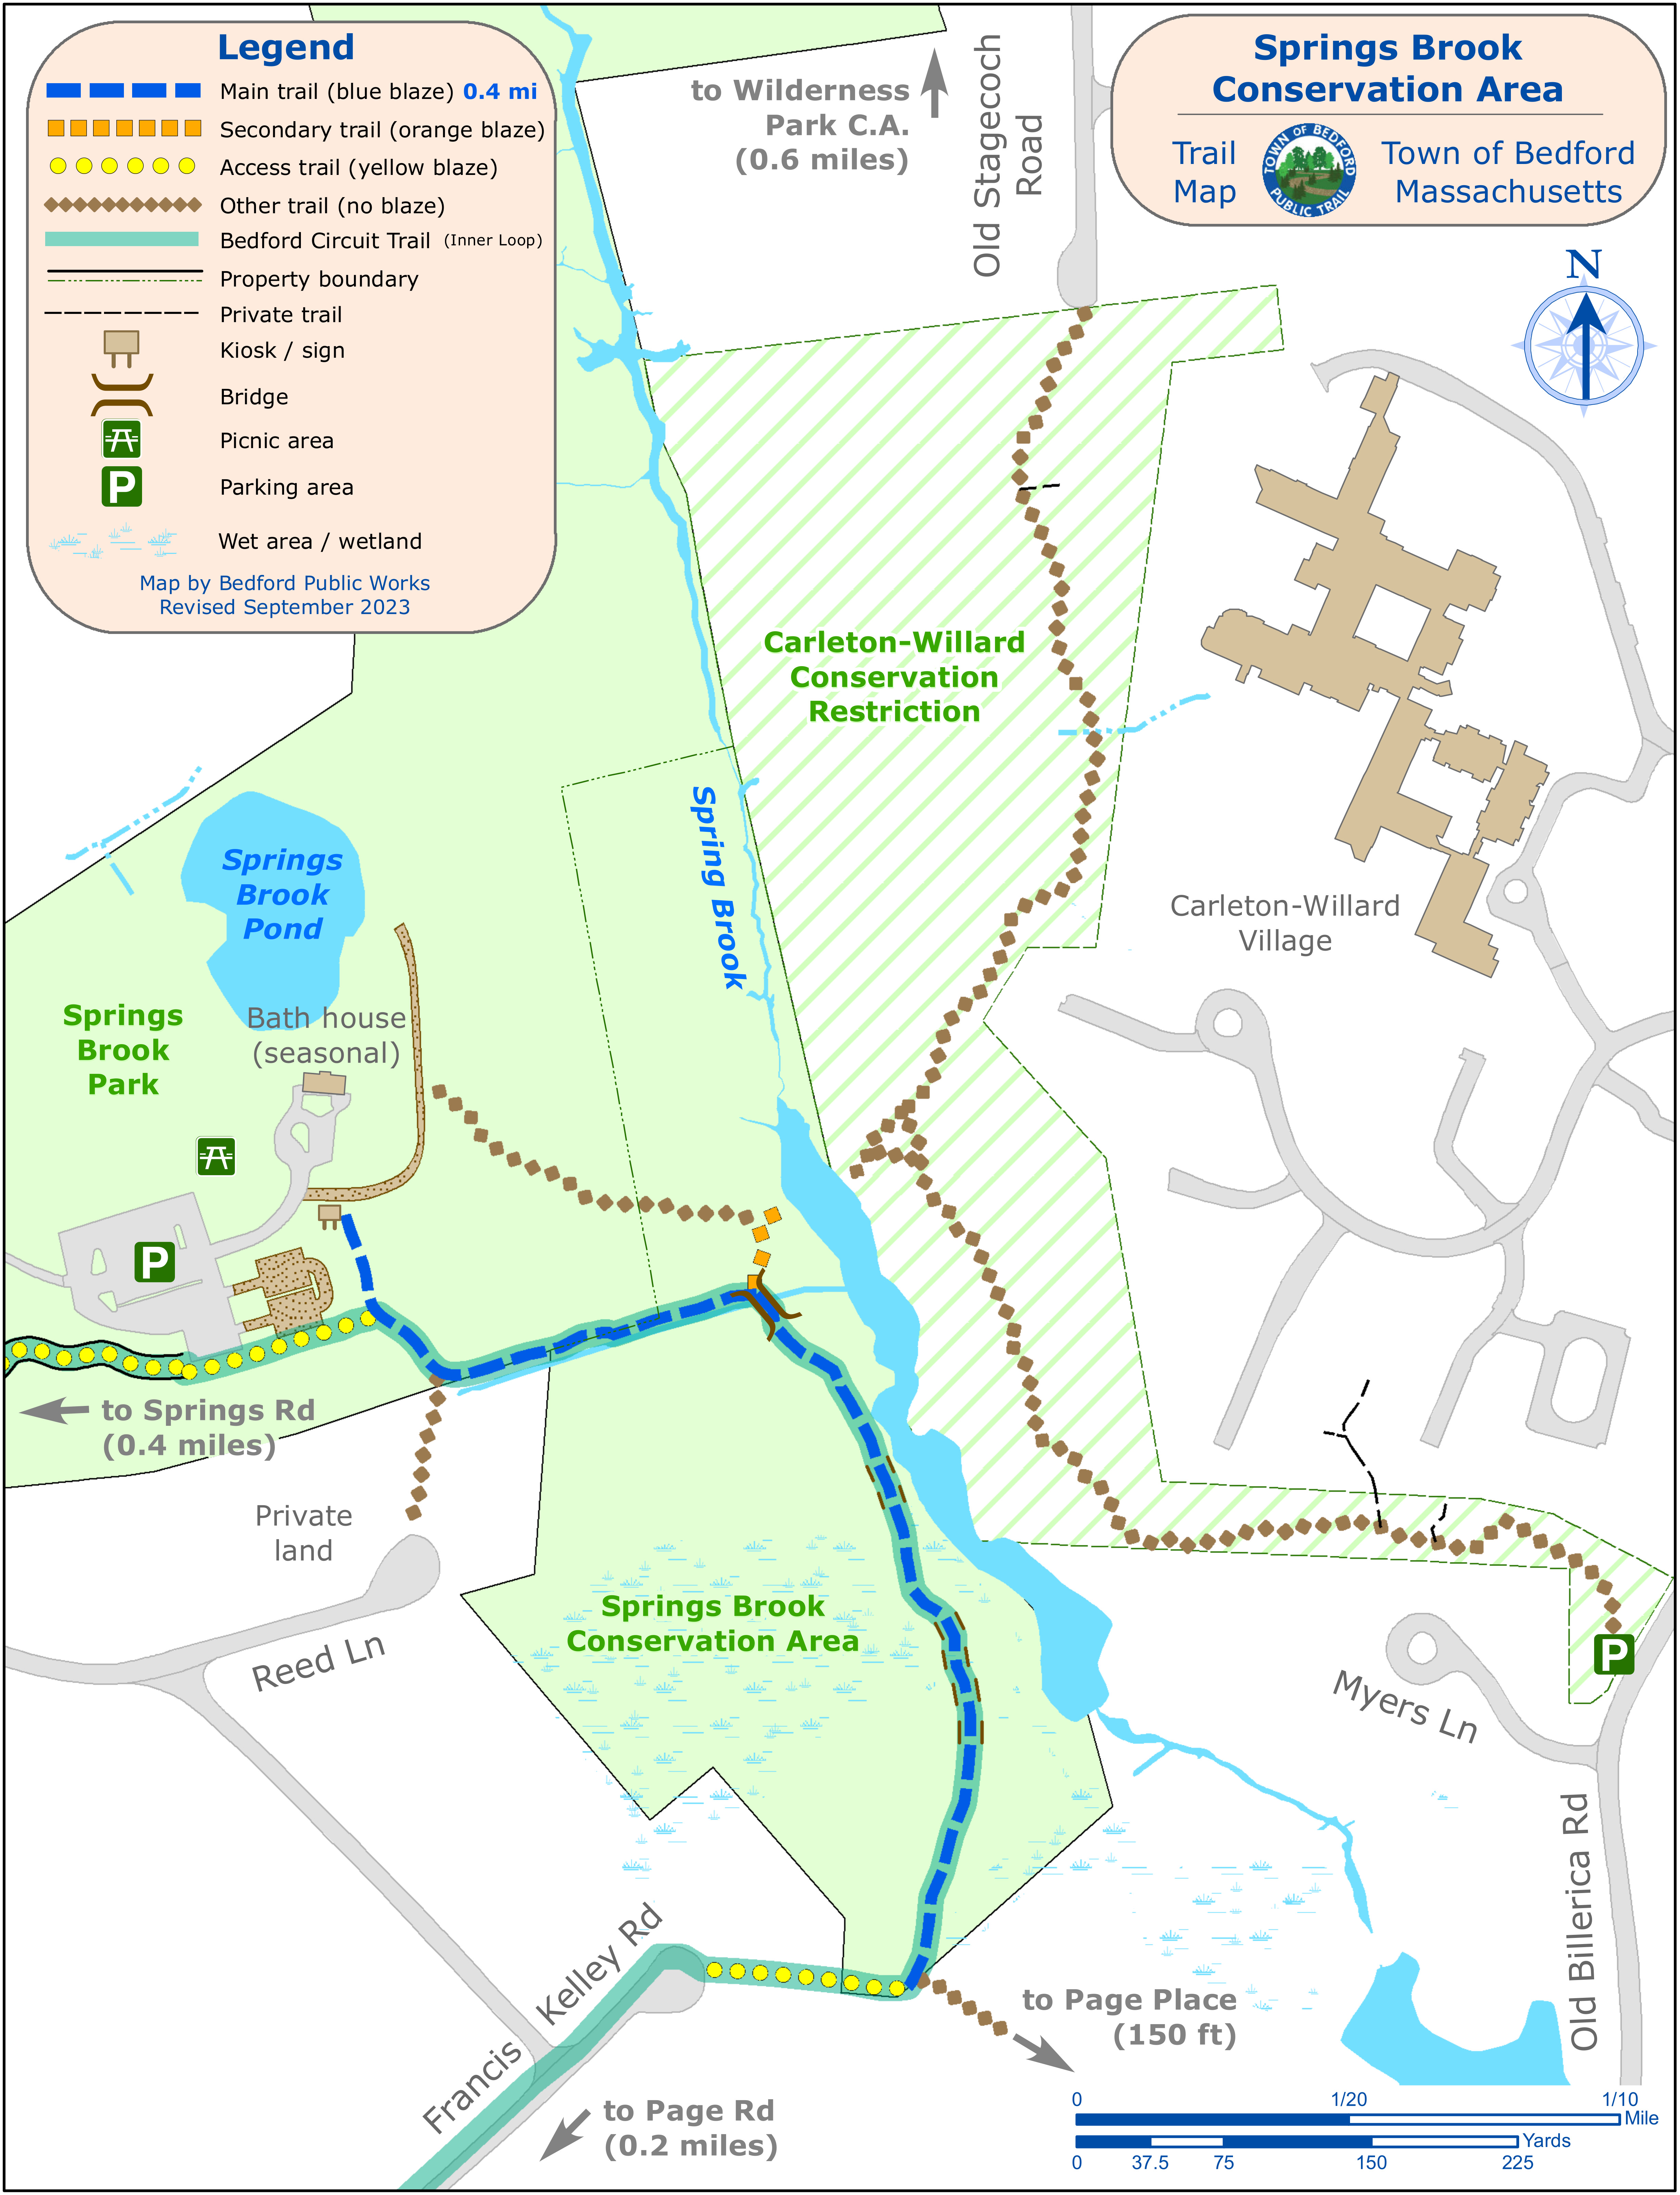 Legend
Main trail (blue blaze) 0.4 mi
Secondary trail (orange blaze)
Access trail (yellow blaze)
Other trail (no blaze)
Bedford Circuit Trail (Inner Loop)
Property boundary
Private trail
Kiosk / sign
Bridge
Picnic area
P
Parking area
Wet area / wetland
Map by Bedford Public Works
Revised September 2023
to Wilderness
Park C.A.
(0.6 miles)
Old Stagecoch
Road
Springs Brook
Conservation Area
Trail
Map
TOWN OF BEDFORD
PUBLIC TRAIL
Town of Bedford
Massachusetts
N
Carleton-Willard
Conservation
Restriction
Spring Brook
Springs
Brook
Pond
Carleton-Willard
Village
Springs
Brook
Park
Bath house
(seasonal)
P
to Springs Rd
(0.4 miles)
Private
land
Reed Ln
Springs Brook
Conservation Area
P
Myers Ln
Old Billerica Rd
Francis Kelley Rd
to Page Place
(150 ft)
to Page Rd
(0.2 miles)
0 1/20 1/10
Mile
Yards
0 37.5 75 150 225